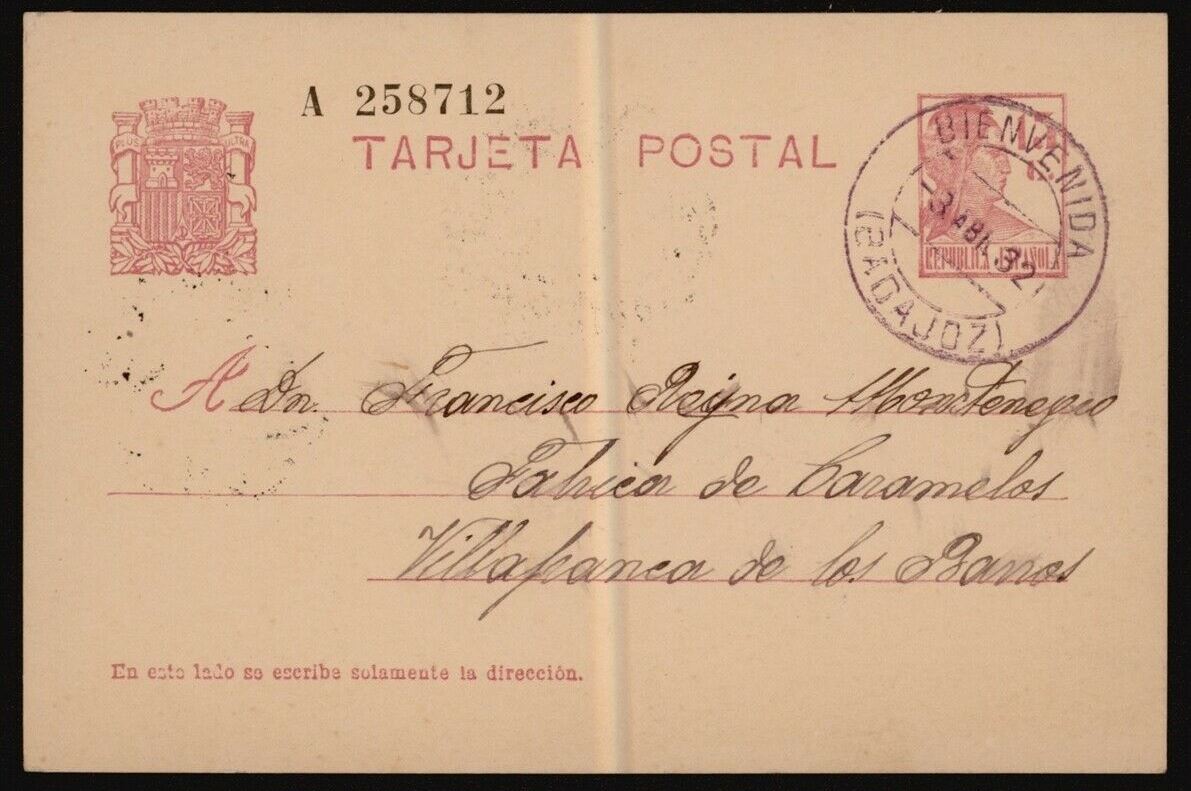 A 258712
TARJETA POSTAL
PLUS ULTRA
BIENVENIDA
3 ABR 32
(BADAJOZ)
REPUBLICA ESPAÑOLA
A Dn. Francisco Reyna Montenegro
Fabrica de Caramelos
Villafranca de los Barros
En este lado se escribe solamente la dirección.